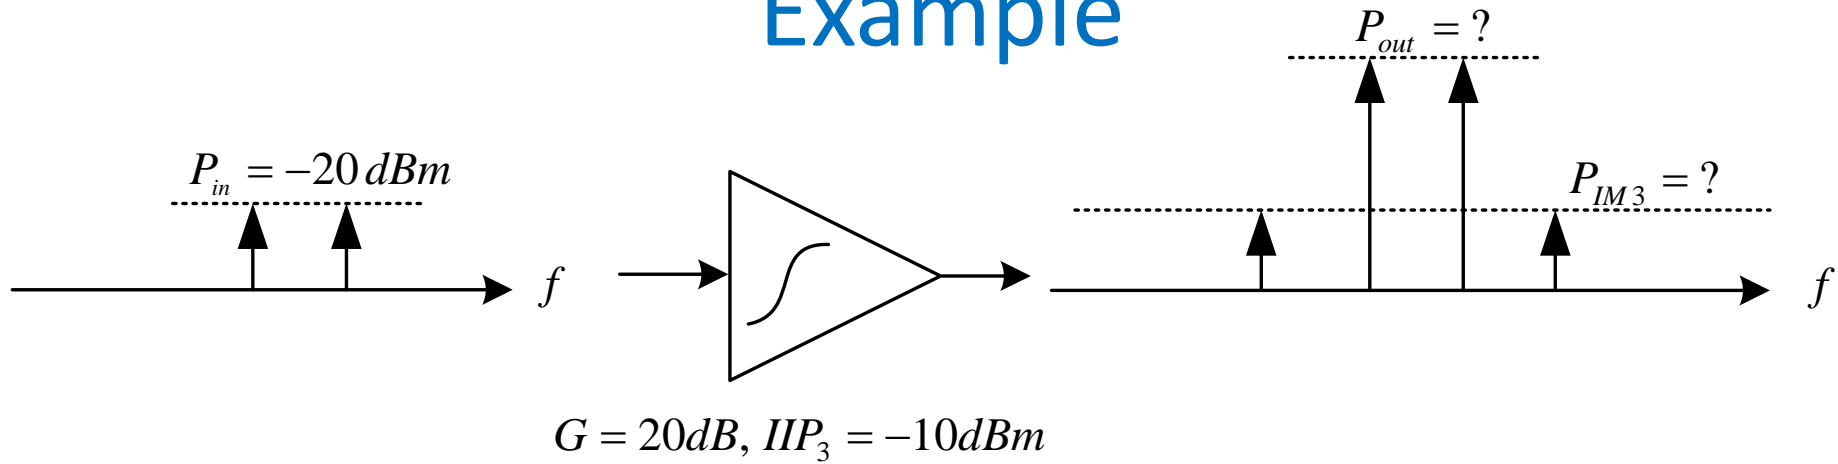 Example
P_out = ?
P_in = −20 dBm
P_IM3 = ?
f
f
G = 20dB, IIP_3 = −10dBm